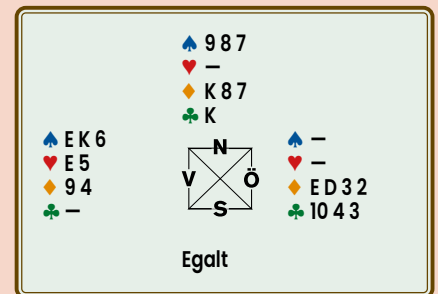 ♠ 9 8 7
♥ –
♦ K 8 7
♣ K
♠ E K 6
♥ E 5
♦ 9 4
♣ –
N
V Ö
S
♠ –
♥ –
♦ E D 3 2
♣ 10 4 3
Egalt